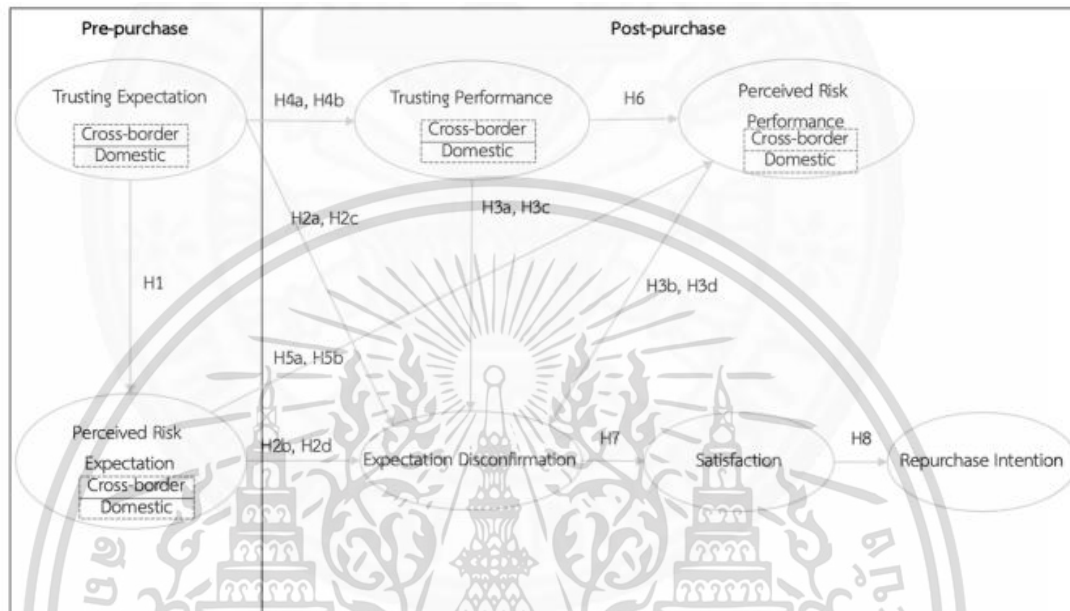 Pre-purchase
Post-purchase
Trusting Expectation
Cross-border
Domestic
H4a, H4b
Trusting Performance
Cross-border
Domestic
H6
Perceived Risk
Performance
Cross-border
Domestic
H2a, H2c
H3a, H3c
H1
H3b, H3d
H5a, H5b
Perceived Risk
Expectation
Cross-border
Domestic
H2b, H2d
Expectation Disconfirmation
H7
Satisfaction
H8
Repurchase Intention